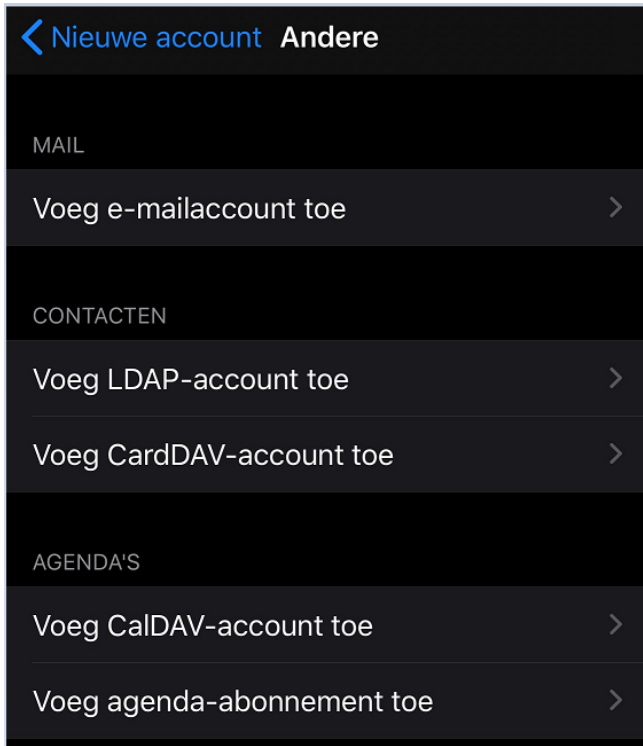 Nieuwe account Andere
MAIL
Voeg e-mailaccount toe
CONTACTEN
Voeg LDAP-account toe
Voeg CardDAV-account toe
AGENDA'S
Voeg CalDAV-account toe
Voeg agenda-abonnement toe